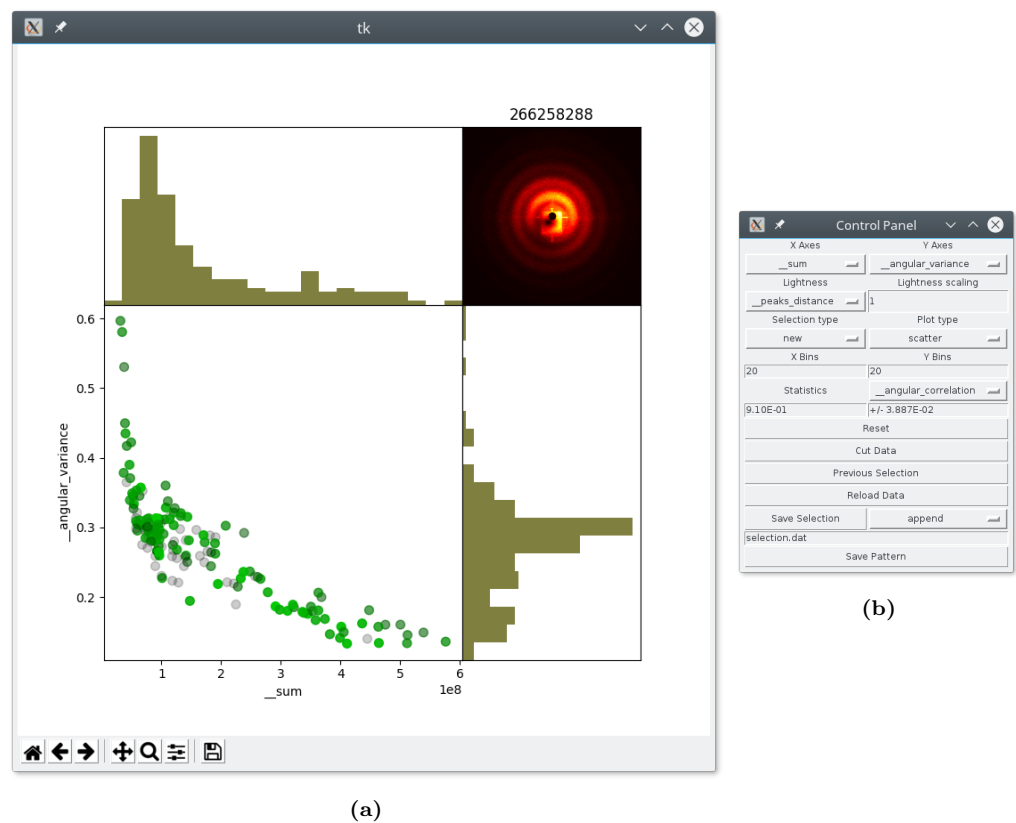 tk
266258288
0.6
0.5
0.4
0.3
0.2
__angular_variance
1 2 3 4 5 6
1e8
__sum
(a)
Control Panel
X Axes Y Axes
__sum __angular_variance
Lightness Lightness scaling
__peaks_distance 1
Selection type Plot type
new scatter
X Bins Y Bins
20 20
Statistics __angular_correlation
9.10E-01 +/- 3.887E-02
Reset
Cut Data
Previous Selection
Reload Data
Save Selection append
selection.dat
Save Pattern
(b)